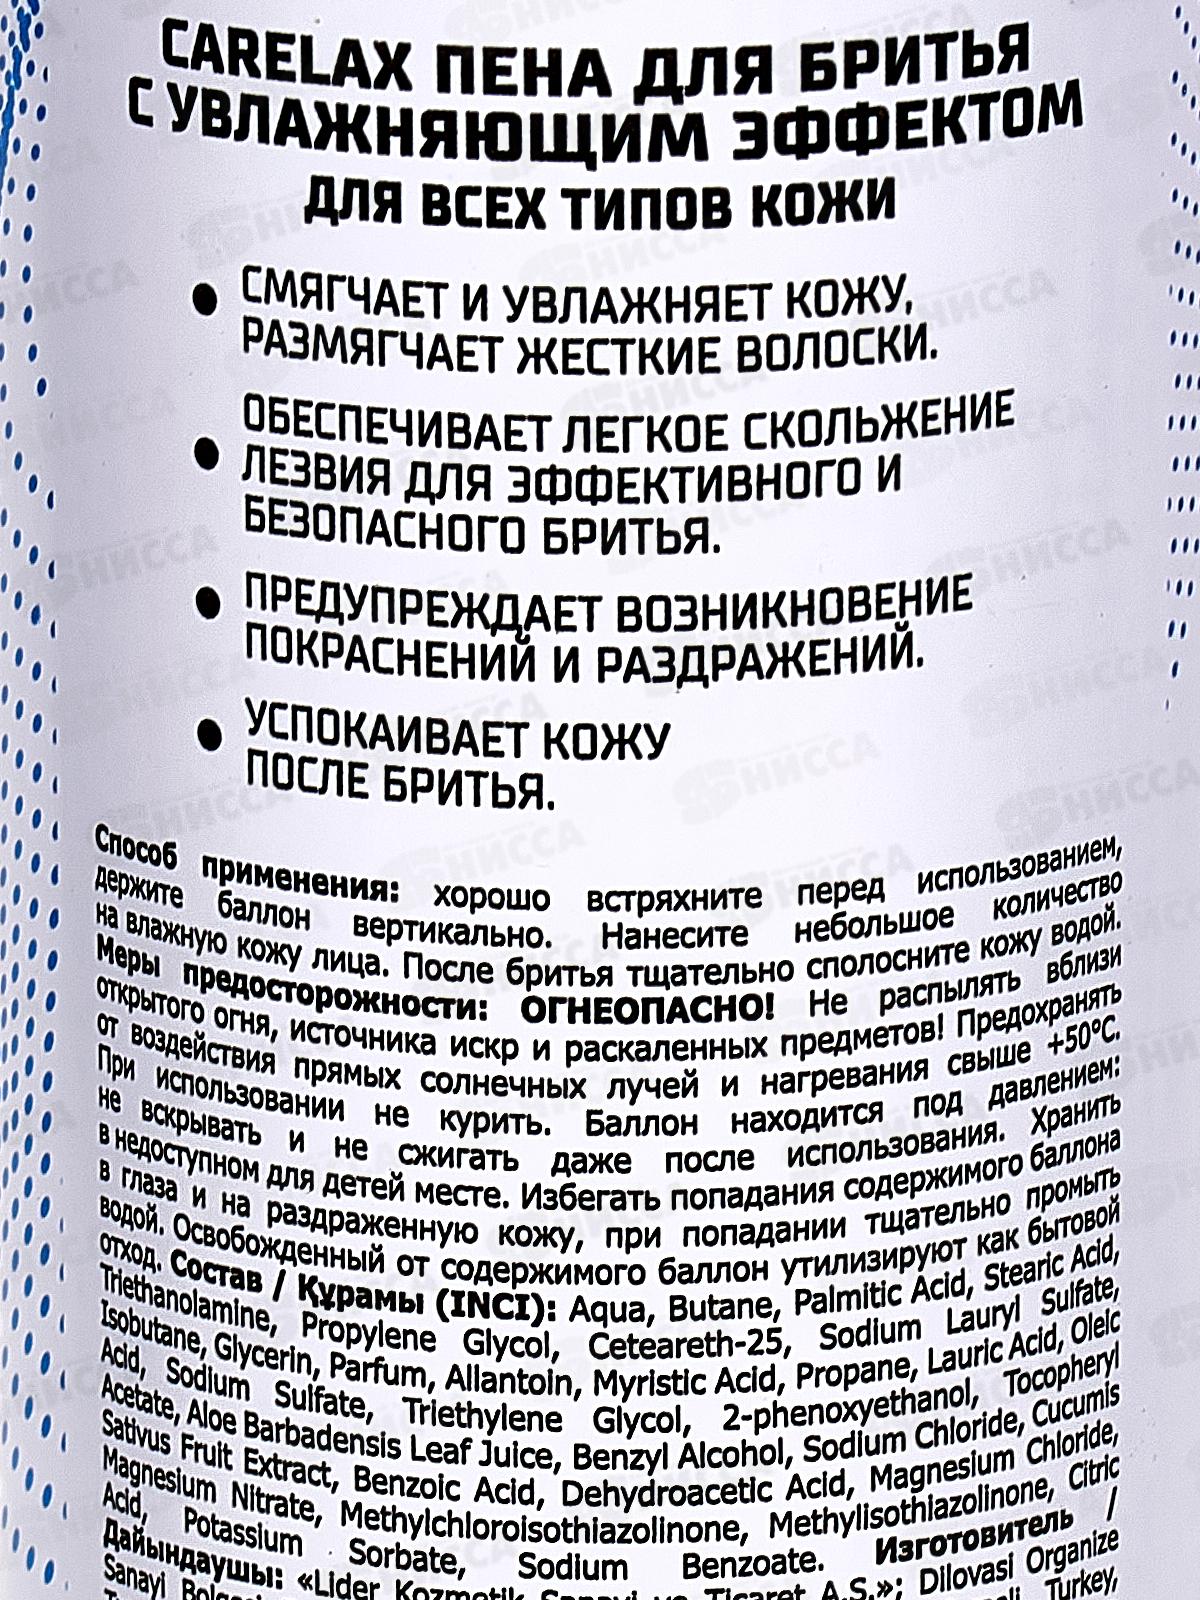 CARELAX ПЕНА ДЛЯ БРИТЬЯ
С УВЛАЖНЯЮЩИМ ЭФФЕКТОМ
ДЛЯ ВСЕХ ТИПОВ КОЖИ
● СМЯГЧАЕТ И УВЛАЖНЯЕТ КОЖУ,
РАЗМЯГЧАЕТ ЖЕСТКИЕ ВОЛОСКИ.
● ОБЕСПЕЧИВАЕТ ЛЕГКОЕ СКОЛЬЖЕНИЕ
ЛЕЗВИЯ ДЛЯ ЭФФЕКТИВНОГО И
БЕЗОПАСНОГО БРИТЬЯ.
● ПРЕДУПРЕЖДАЕТ ВОЗНИКНОВЕНИЕ
ПОКРАСНЕНИЙ И РАЗДРАЖЕНИЙ.
● УСПОКАИВАЕТ КОЖУ
ПОСЛЕ БРИТЬЯ.
Способ применения: хорошо встряхните перед использованием,
держите баллон вертикально. Нанесите небольшое количество
на влажную кожу лица. После бритья тщательно сполосните кожу водой.
Меры предосторожности: ОГНЕОПАСНО! Не распылять вблизи
открытого огня, источника искр и раскаленных предметов! Предохранять
от воздействия прямых солнечных лучей и нагревания свыше +50°С.
При использовании не курить. Баллон находится под давлением:
не вскрывать и не сжигать даже после использования. Хранить
в недоступном для детей месте. Избегать попадания содержимого баллона
в глаза и на раздраженную кожу, при попадании тщательно промыть
водой. Освобожденный от содержимого баллон утилизируют как бытовой
отход. Состав / Құрамы (INCI): Aqua, Butane, Palmitic Acid, Stearic Acid,
Triethanolamine, Propylene Glycol, Ceteareth-25, Sodium Lauryl Sulfate,
Isobutane, Glycerin, Parfum, Allantoin, Myristic Acid, Propane, Lauric Acid, Oleic
Acid, Sodium Sulfate, Triethylene Glycol, 2-phenoxyethanol, Tocopheryl
Acetate, Aloe Barbadensis Leaf Juice, Benzyl Alcohol, Sodium Chloride, Cucumis
Sativus Fruit Extract, Benzoic Acid, Dehydroacetic Acid, Magnesium Chloride,
Magnesium Nitrate, Methylchloroisothiazolinone, Methylisothiazolinone, Citric
Acid, Potassium Sorbate, Sodium Benzoate. Изготовитель /
Дайындаушы: «Lider Kozmetik Sanayi ve Ticaret A.S.»; Dilovasi Organize
Sanayi Turkey,